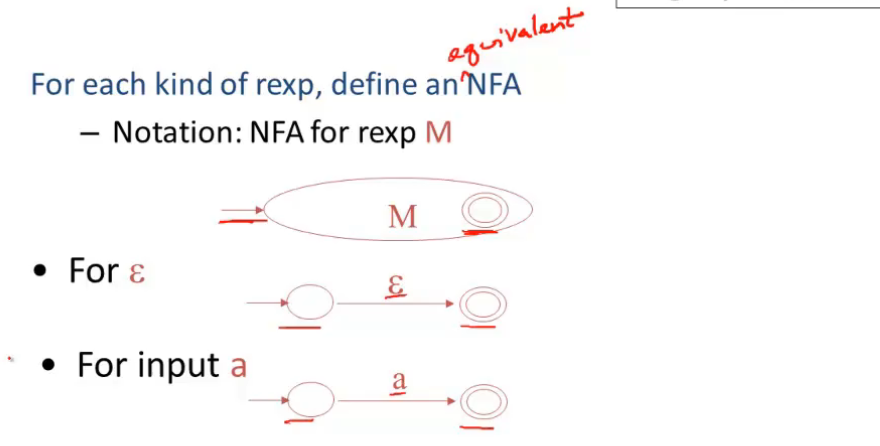 equivalent
For each kind of rexp, define an ^ NFA
– Notation: NFA for rexp M
M
• For ε
ε
• For input a
a